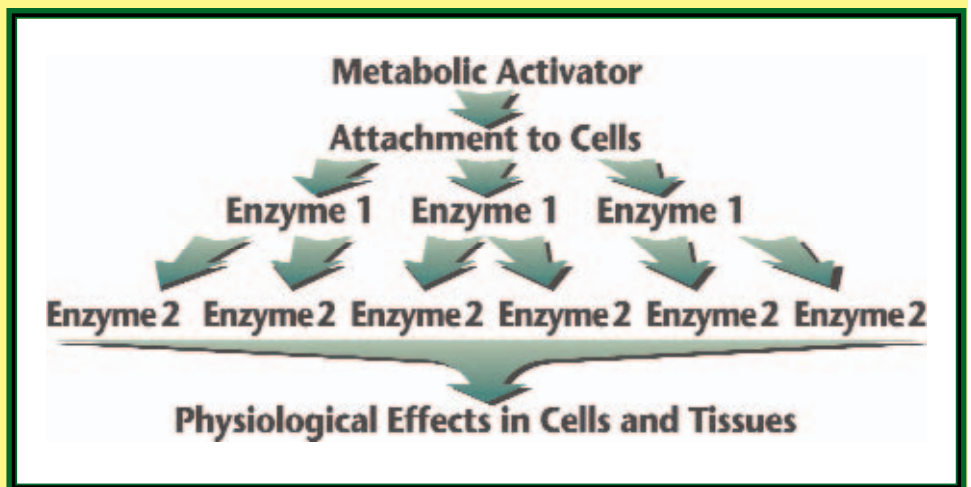 Metabolic Activator
Attachment to Cells
Enzyme 1 Enzyme 1 Enzyme 1
Enzyme 2 Enzyme 2 Enzyme 2 Enzyme 2 Enzyme 2 Enzyme 2
Physiological Effects in Cells and Tissues